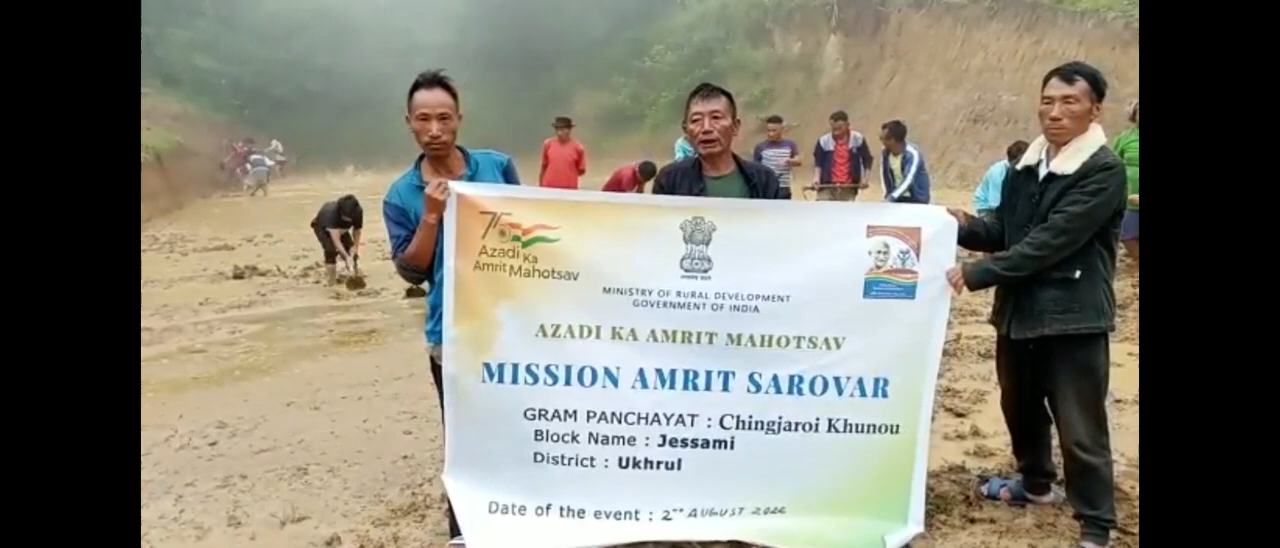 75
Azadi
Ka
Amrit Mahotsav
MINISTRY OF RURAL DEVELOPMENT
GOVERNMENT OF INDIA
AZADI KA AMRIT MAHOTSAV
MISSION AMRIT SAROVAR
GRAM PANCHAYAT : Chingjaroi Khunou
Block Name : Jessami
District : Ukhrul
Date of the event : 2ND AUGUST 2022